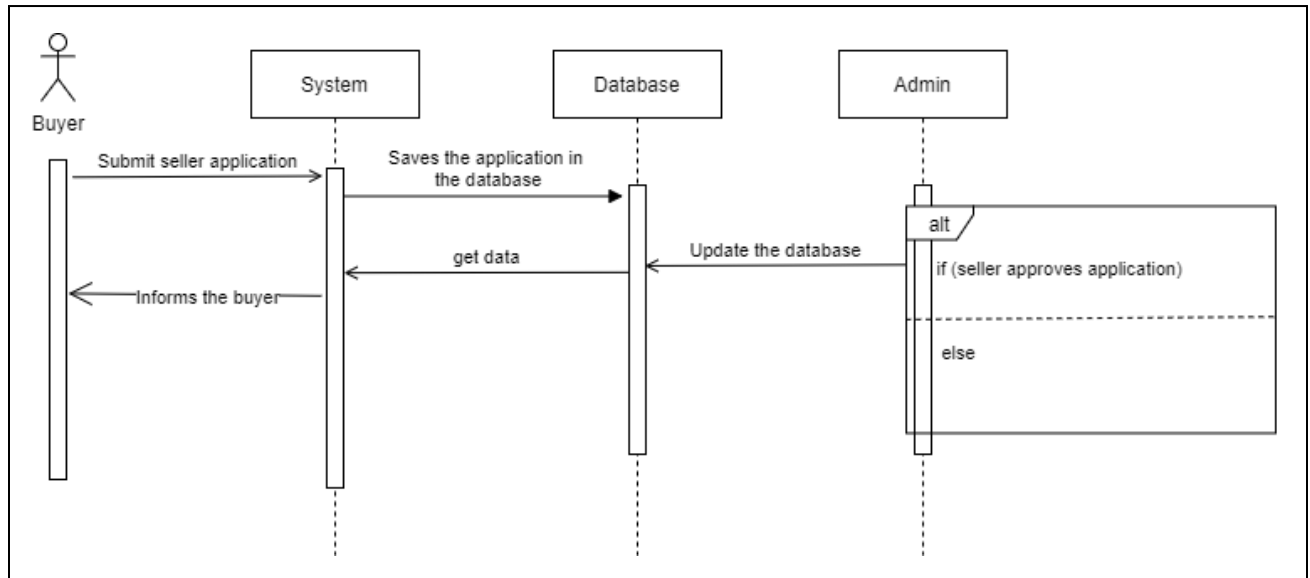 Buyer
System
Database
Admin
Submit seller application
Saves the application in
the database
alt
Update the database
get data
if (seller approves application)
Informs the buyer
else